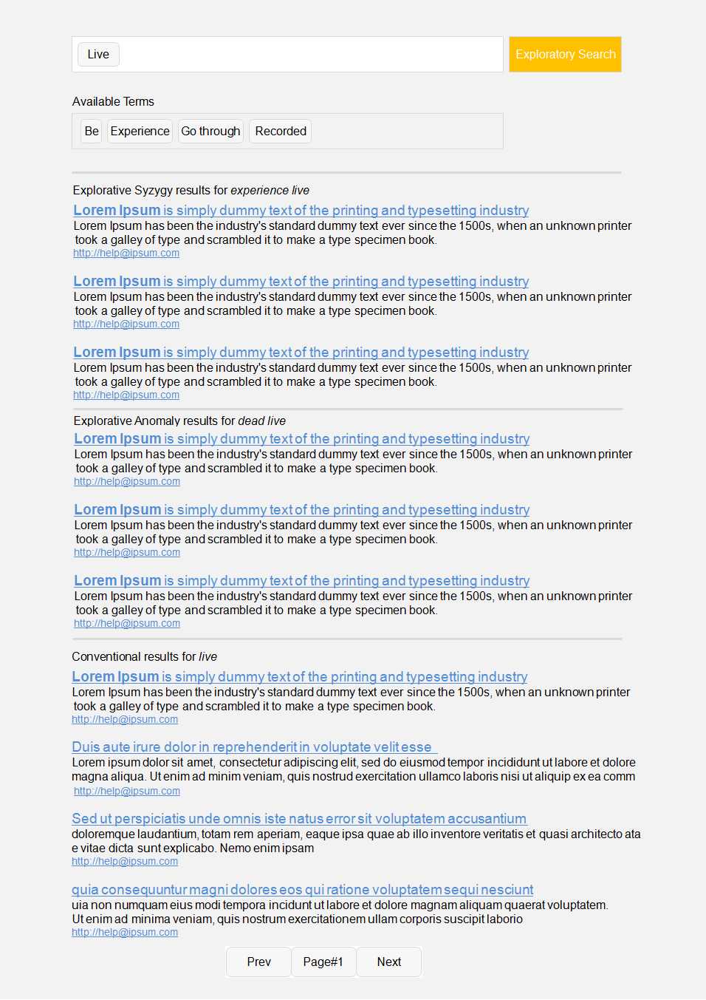 Live
Exploratory Search
Available Terms
Be Experience Go through Recorded
Explorative Syzygy results for experience live
Lorem Ipsum is simply dummy text of the printing and typesetting industry
Lorem Ipsum has been the industry's standard dummy text ever since the 1500s, when an unknown printer
took a galley of type and scrambled it to make a type specimen book.
http://help@ipsum.com
Lorem Ipsum is simply dummy text of the printing and typesetting industry
Lorem Ipsum has been the industry's standard dummy text ever since the 1500s, when an unknown printer
took a galley of type and scrambled it to make a type specimen book.
http://help@ipsum.com
Lorem Ipsum is simply dummy text of the printing and typesetting industry
Lorem Ipsum has been the industry's standard dummy text ever since the 1500s, when an unknown printer
took a galley of type and scrambled it to make a type specimen book.
http://help@ipsum.com
Explorative Anomaly results for dead live
Lorem Ipsum is simply dummy text of the printing and typesetting industry
Lorem Ipsum has been the industry's standard dummy text ever since the 1500s, when an unknown printer
took a galley of type and scrambled it to make a type specimen book.
http://help@ipsum.com
Lorem Ipsum is simply dummy text of the printing and typesetting industry
Lorem Ipsum has been the industry's standard dummy text ever since the 1500s, when an unknown printer
took a galley of type and scrambled it to make a type specimen book.
http://help@ipsum.com
Lorem Ipsum is simply dummy text of the printing and typesetting industry
Lorem Ipsum has been the industry's standard dummy text ever since the 1500s, when an unknown printer
took a galley of type and scrambled it to make a type specimen book.
http://help@ipsum.com
Conventional results for live
Lorem Ipsum is simply dummy text of the printing and typesetting industry
Lorem Ipsum has been the industry's standard dummy text ever since the 1500s, when an unknown printer
took a galley of type and scrambled it to make a type specimen book.
http://help@ipsum.com
Duis aute irure dolor in reprehenderit in voluptate velit esse
Lorem ipsum dolor sit amet, consectetur adipiscing elit, sed do eiusmod tempor incididunt ut labore et dolore
magna aliqua. Ut enim ad minim veniam, quis nostrud exercitation ullamco laboris nisi ut aliquip ex ea comm
http://help@ipsum.com
Sed ut perspiciatis unde omnis iste natus error sit voluptatem accusantium
doloremque laudantium, totam rem aperiam, eaque ipsa quae ab illo inventore veritatis et quasi architecto ata
e vitae dicta sunt explicabo. Nemo enim ipsam
http://help@ipsum.com
quia consequuntur magni dolores eos qui ratione voluptatem sequi nesciunt
uia non numquam eius modi tempora incidunt ut labore et dolore magnam aliquam quaerat voluptatem.
Ut enim ad minima veniam, quis nostrum exercitationem ullam corporis suscipit laborio
http://help@ipsum.com
Prev Page#1 Next